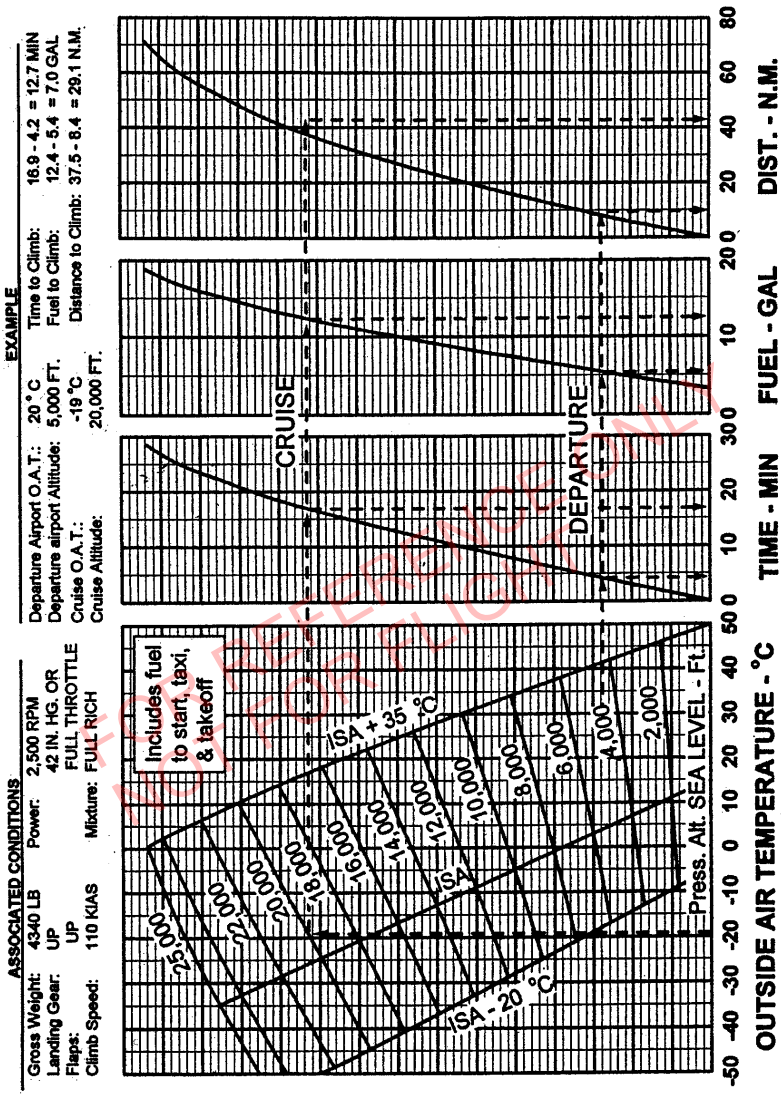 ASSOCIATED CONDITIONS
Gross Weight: 4340 LB Power: 2,500 RPM
Landing Gear: UP 42 IN. HG. OR
Flaps: UP FULL THROTTLE
Climb Speed: 110 KIAS Mixture: FULL RICH
EXAMPLE
Departure Airport O.A.T.: 20° C Time to Climb: 16.9 - 4.2 = 12.7 MIN
Departure airport Altitude: 5,000 FT. Fuel to Climb: 12.4 - 5.4 = 7.0 GAL
Cruise O.A.T.: -19 °C Distance to Climb: 37.5 - 8.4 = 29.1 N.M.
Cruise Altitude: 20,000 FT.
Includes fuel
to start, taxi,
& takeoff
25,000
22,000
20,000
18,000
16,000
14,000
12,000
10,000
8,000
6,000
4,000
2,000
Press. Alt. SEA LEVEL - Ft.
ISA + 35 °C
ISA
ISA - 20 °C
CRUISE
DEPARTURE
-50 -40 -30 -20 -10 0 10 20 30 40 50
0 10 20 30
0 10 20
0 20 40 60 80
OUTSIDE AIR TEMPERATURE - °C
TIME - MIN
FUEL - GAL
DIST. - N.M.
FOR REFERENCE ONLY
NOT FOR FLIGHT